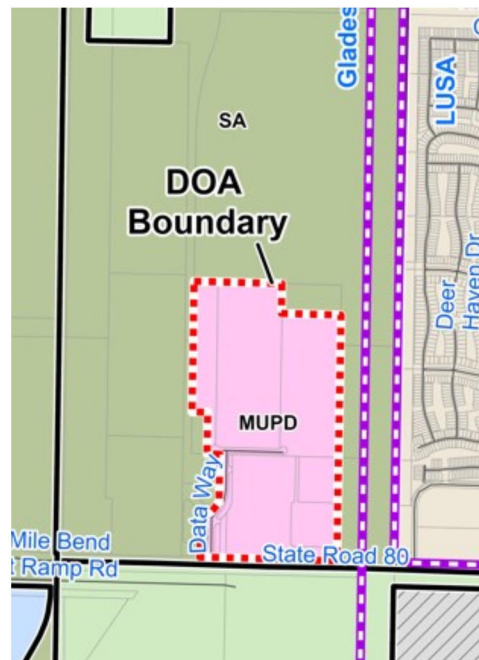 Glades
LUSA
SA
DOA
Boundary
Deer
Haven Dr
MUPD
Data Way
Mile Bend
State Road 80
t Ramp Rd